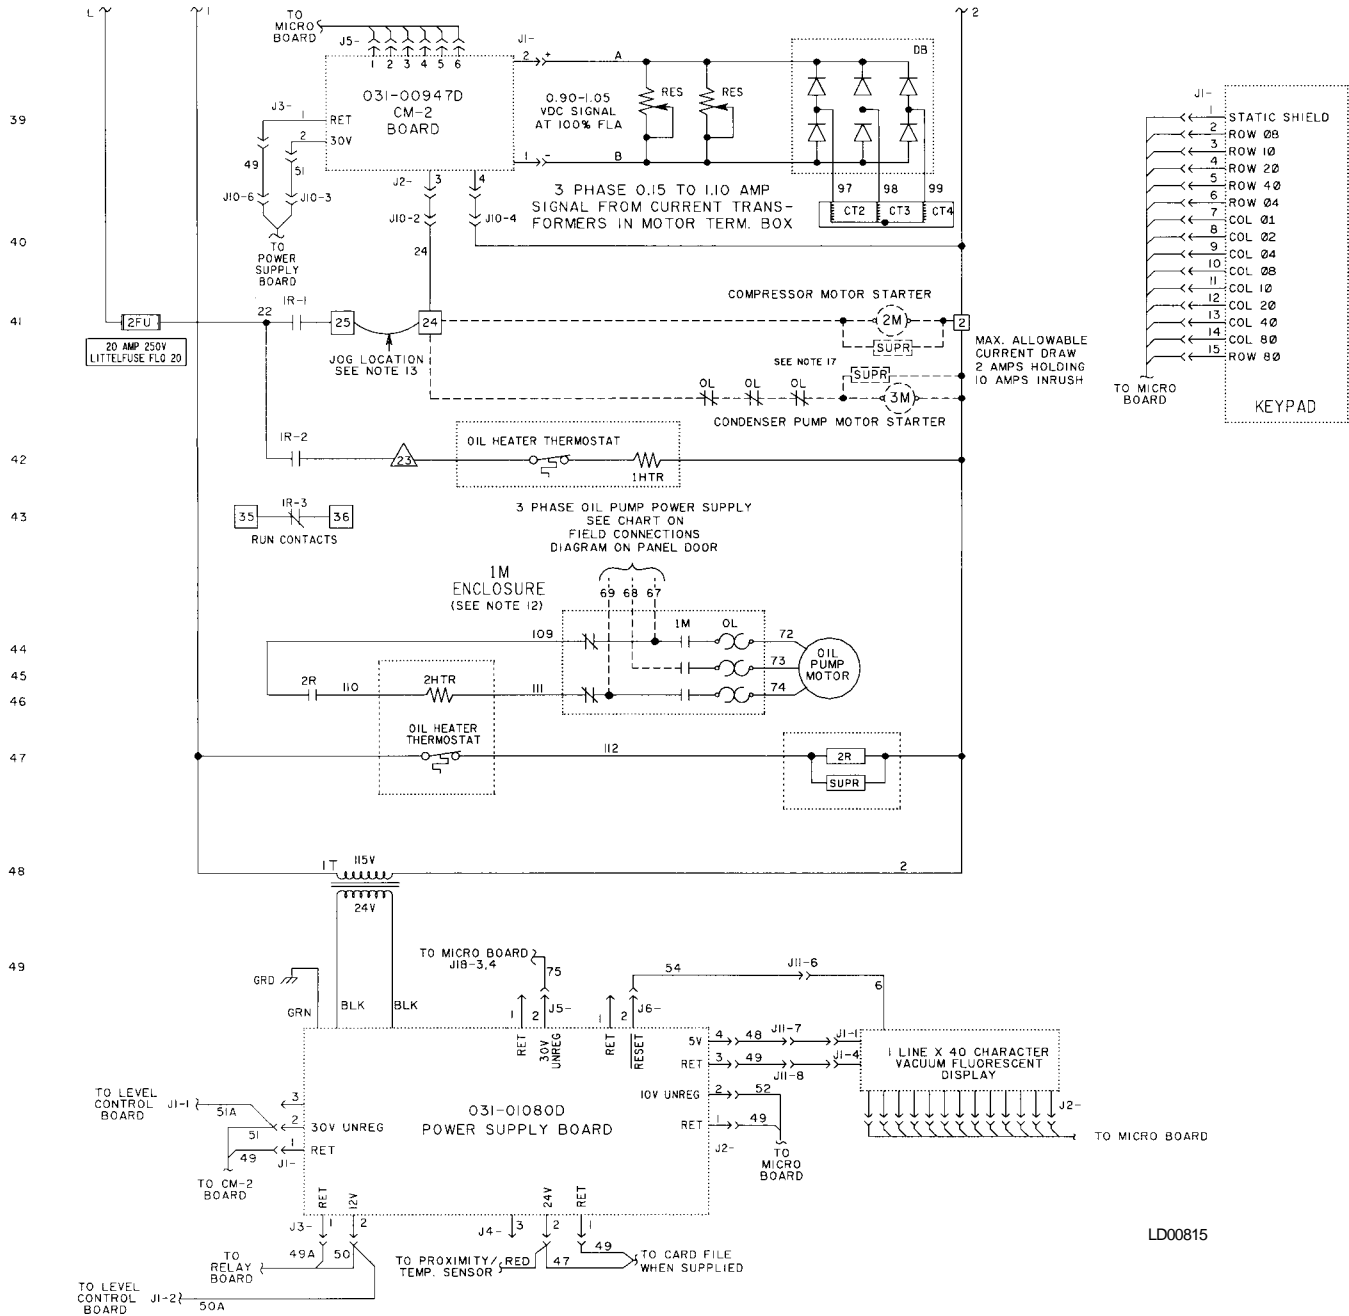 L
1
2
TO
MICRO
BOARD
J5-
1 2 3 4 5 6
J1-
2 +
A
DB
031-00947D
CM-2
BOARD
J3-
1
RET
2
30V
0.90-1.05
VDC SIGNAL
AT 100% FLA
RES
RES
39
49
51
1 -
B
J2-
3
4
J10-6
J10-3
J10-2
J10-4
3 PHASE 0.15 TO 1.10 AMP
SIGNAL FROM CURRENT TRANS-
FORMERS IN MOTOR TERM. BOX
97
98
99
CT2
CT3
CT4
40
TO
POWER
SUPPLY
BOARD
24
J1-
1 STATIC SHIELD
2 ROW 08
3 ROW 10
4 ROW 20
5 ROW 40
6 ROW 04
7 COL 01
8 COL 02
9 COL 04
10 COL 08
11 COL 10
12 COL 20
13 COL 40
14 COL 80
15 ROW 80
TO MICRO
BOARD
KEYPAD
41
2FU
20 AMP 250V
LITTELFUSE FLQ 20
22
1R-1
25
24
JOG LOCATION
SEE NOTE 13
COMPRESSOR MOTOR STARTER
2M
SUPR
2
MAX. ALLOWABLE
CURRENT DRAW
2 AMPS HOLDING
10 AMPS INRUSH
SEE NOTE 17
SUPR
OL
OL
OL
3M
CONDENSER PUMP MOTOR STARTER
42
1R-2
23
OIL HEATER THERMOSTAT
1HTR
43
35
1R-3
36
RUN CONTACTS
3 PHASE OIL PUMP POWER SUPPLY
SEE CHART ON
FIELD CONNECTIONS
DIAGRAM ON PANEL DOOR
1M
ENCLOSURE
(SEE NOTE 12)
69 68 67
44
109
1M
OL
72
45
73
OIL
PUMP
MOTOR
46
2R
110
2HTR
111
74
OIL HEATER
THERMOSTAT
47
112
2R
SUPR
48
1T
115V
24V
2
49
GRD
GRN
BLK
BLK
TO MICRO BOARD
J18-3,4
75
54
J11-6
6
1
2
J5-
1
2
J6-
RET
30V
UNREG
RET
RESET
5V
4
48
J11-7
J1-1
RET
3
49
J11-8
J1-4
1 LINE X 40 CHARACTER
VACUUM FLUORESCENT
DISPLAY
10V UNREG
2
52
RET
1
49
J2-
TO
MICRO
BOARD
J2-
TO MICRO BOARD
TO LEVEL
CONTROL
BOARD
J1-1
51A
3
51
2
30V UNREG
49
1
RET
J1-
TO CM-2
BOARD
031-01080D
POWER SUPPLY BOARD
RET
12V
24V
RET
J3-
1
2
J4-
3
2
1
49A
50
TO
RELAY
BOARD
TO PROXIMITY/
TEMP. SENSOR
RED
47
49
TO CARD FILE
WHEN SUPPLIED
TO LEVEL
CONTROL
BOARD
J1-2
50A
LD00815